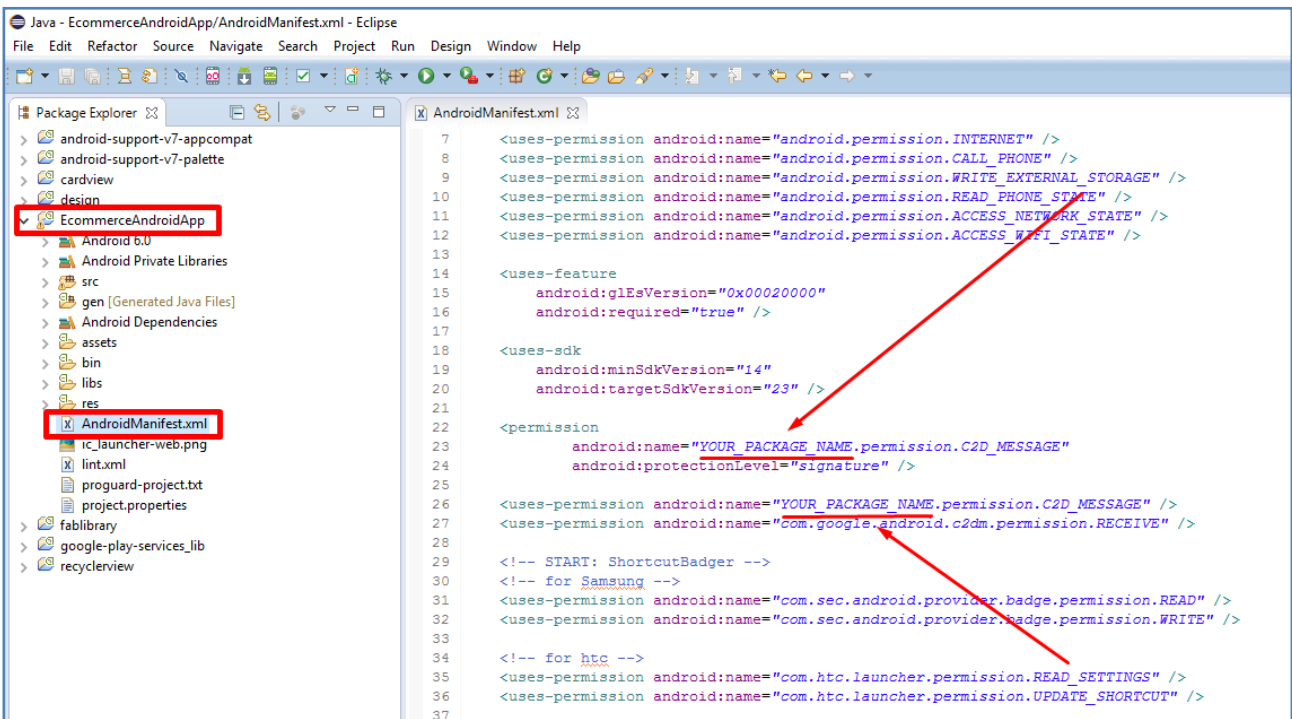 Java - EcommerceAndroidApp/AndroidManifest.xml - Eclipse
File Edit Refactor Source Navigate Search Project Run Design Window Help
Package Explorer
android-support-v7-appcompat
android-support-v7-palette
cardview
design
EcommerceAndroidApp
Android 6.0
Android Private Libraries
src
gen [Generated Java Files]
Android Dependencies
assets
bin
libs
res
AndroidManifest.xml
ic_launcher-web.png
lint.xml
proguard-project.txt
project.properties
fablibrary
google-play-services_lib
recyclerview
AndroidManifest.xml
7 <uses-permission android:name="android.permission.INTERNET" />
8 <uses-permission android:name="android.permission.CALL_PHONE" />
9 <uses-permission android:name="android.permission.WRITE_EXTERNAL_STORAGE" />
10 <uses-permission android:name="android.permission.READ_PHONE_STATE" />
11 <uses-permission android:name="android.permission.ACCESS_NETWORK_STATE" />
12 <uses-permission android:name="android.permission.ACCESS_WIFI_STATE" />
13
14 <uses-feature
15 android:glEsVersion="0x00020000"
16 android:required="true" />
17
18 <uses-sdk
19 android:minSdkVersion="14"
20 android:targetSdkVersion="23" />
21
22 <permission
23 android:name="YOUR_PACKAGE_NAME.permission.C2D_MESSAGE"
24 android:protectionLevel="signature" />
25
26 <uses-permission android:name="YOUR_PACKAGE_NAME.permission.C2D_MESSAGE" />
27 <uses-permission android:name="com.google.android.c2dm.permission.RECEIVE" />
28
29 <!-- START: ShortcutBadger -->
30 <!-- for Samsung -->
31 <uses-permission android:name="com.sec.android.provider.badge.permission.READ" />
32 <uses-permission android:name="com.sec.android.provider.badge.permission.WRITE" />
33
34 <!-- for htc -->
35 <uses-permission android:name="com.htc.launcher.permission.READ_SETTINGS" />
36 <uses-permission android:name="com.htc.launcher.permission.UPDATE_SHORTCUT" />
37